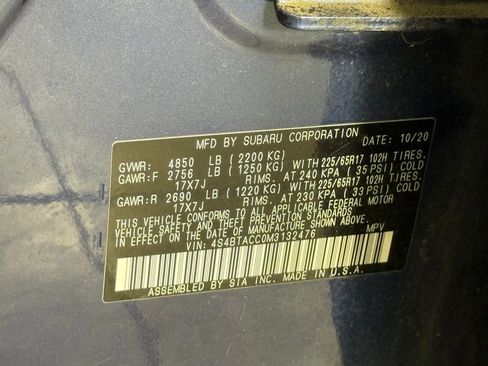 MFD BY SUBARU CORPORATION DATE: 10/20
GVWR: 4850 LB (2200 KG)
GAWR:F 2756 LB (1250 KG) WITH 225/65R17 102H TIRES.
17X7J RIMS. AT 240 KPA (35 PSI) COLD
GAWR:R 2690 LB (1220 KG) WITH 225/65R17 102H TIRES.
17X7J RIMS. AT 230 KPA (33 PSI) COLD
THIS VEHICLE CONFORMS TO ALL APPLICABLE FEDERAL MOTOR
VEHICLE SAFETY AND THEFT PREVENTION STANDARDS
IN EFFECT ON THE DATE OF MANUFACTURE SHOWN ABOVE.
VIN: 4S4BTACC0M3132476 MPV
ASSEMBLED BY SIA INC. MADE IN U.S.A.